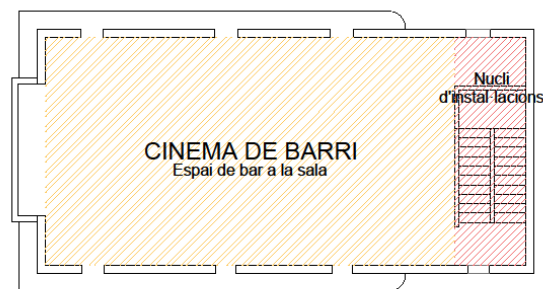 Nucli
d'instal·lacions
CINEMA DE BARRI
Espai de bar a la sala